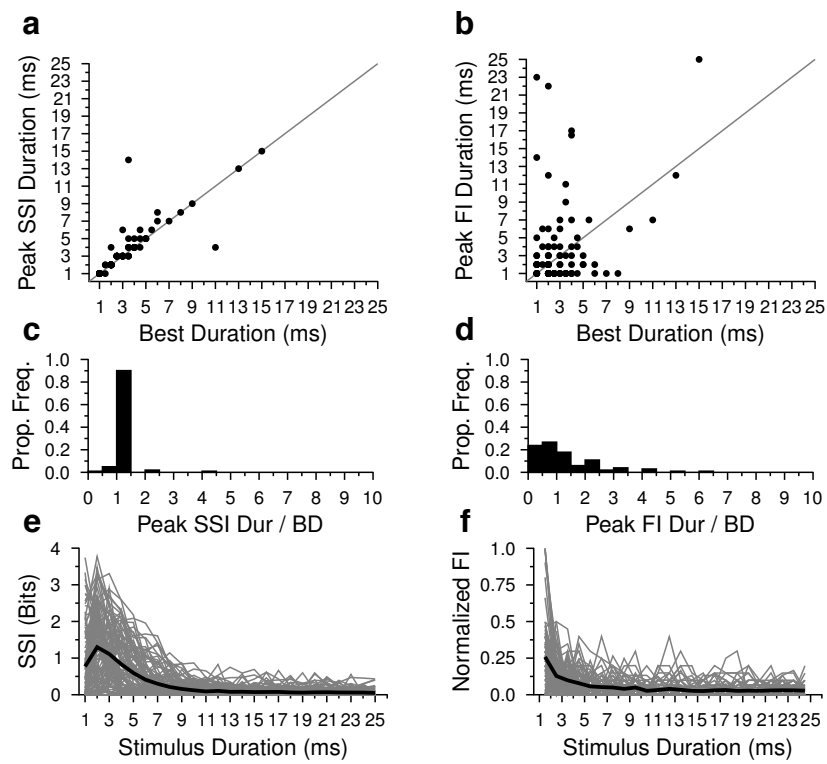 a
b
25
23
21
19
17
15
13
11
9
7
5
3
1
Peak SSI Duration (ms)
1 3 5 7 9 11 13 15 17 19 21 23 25
Best Duration (ms)
25
23
21
19
17
15
13
11
9
7
5
3
1
Peak FI Duration (ms)
1 3 5 7 9 11 13 15 17 19 21 23 25
Best Duration (ms)
c
d
1.0
0.8
0.6
0.4
0.2
0.0
Prop. Freq.
0 1 2 3 4 5 6 7 8 9 10
Peak SSI Dur / BD
1.0
0.8
0.6
0.4
0.2
0.0
Prop. Freq.
0 1 2 3 4 5 6 7 8 9 10
Peak FI Dur / BD
e
f
4
3
2
1
0
SSI (Bits)
1 3 5 7 9 11 13 15 17 19 21 23 25
Stimulus Duration (ms)
1.0
0.75
0.5
0.25
0.0
Normalized FI
1 3 5 7 9 11 13 15 17 19 21 23 25
Stimulus Duration (ms)